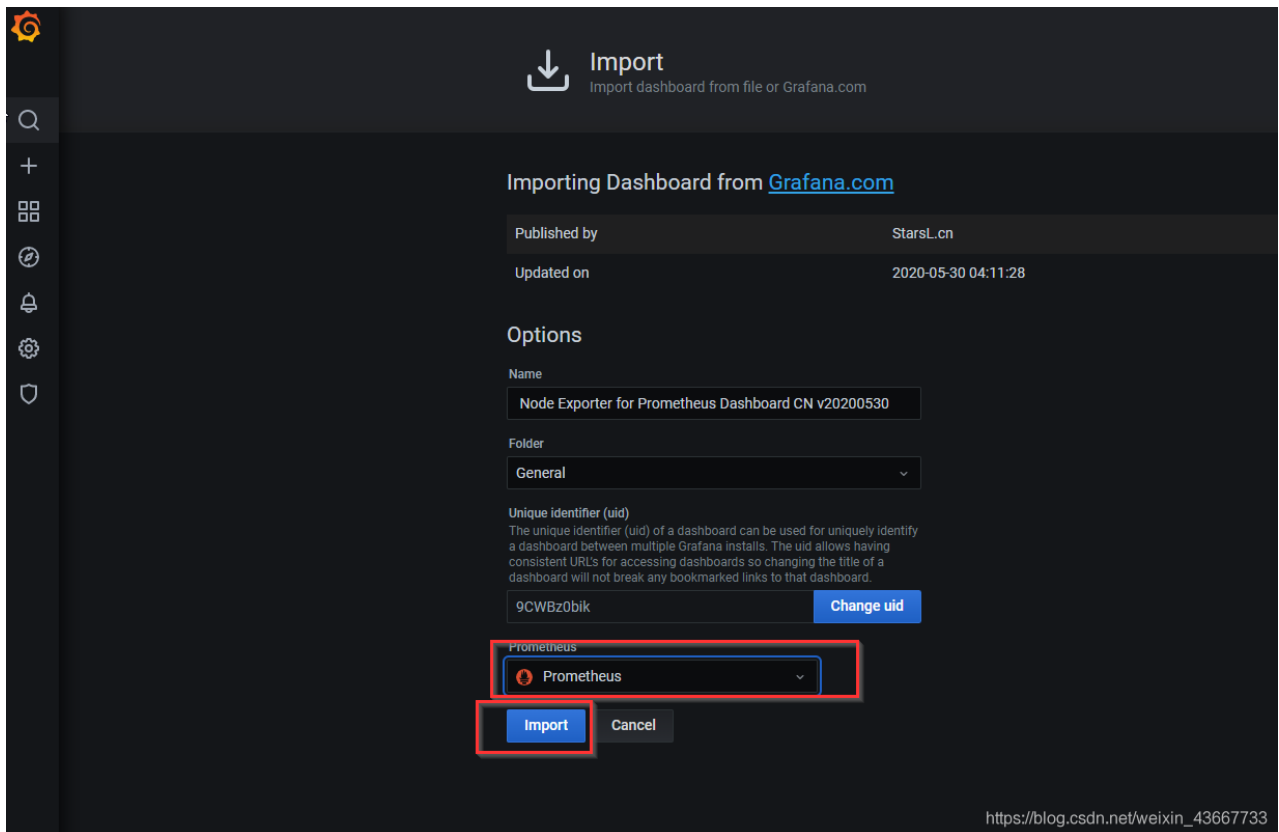 Import
Import dashboard from file or Grafana.com
Importing Dashboard from Grafana.com
Published by StarsL.cn
Updated on 2020-05-30 04:11:28
Options
Name
Node Exporter for Prometheus Dashboard CN v20200530
Folder
General
Unique identifier (uid)
The unique identifier (uid) of a dashboard can be used for uniquely identify
a dashboard between multiple Grafana installs. The uid allows having
consistent URL's for accessing dashboards so changing the title of a
dashboard will not break any bookmarked links to that dashboard.
9CWBz0bik Change uid
Prometheus
Prometheus
Import Cancel
https://blog.csdn.net/weixin_43667733